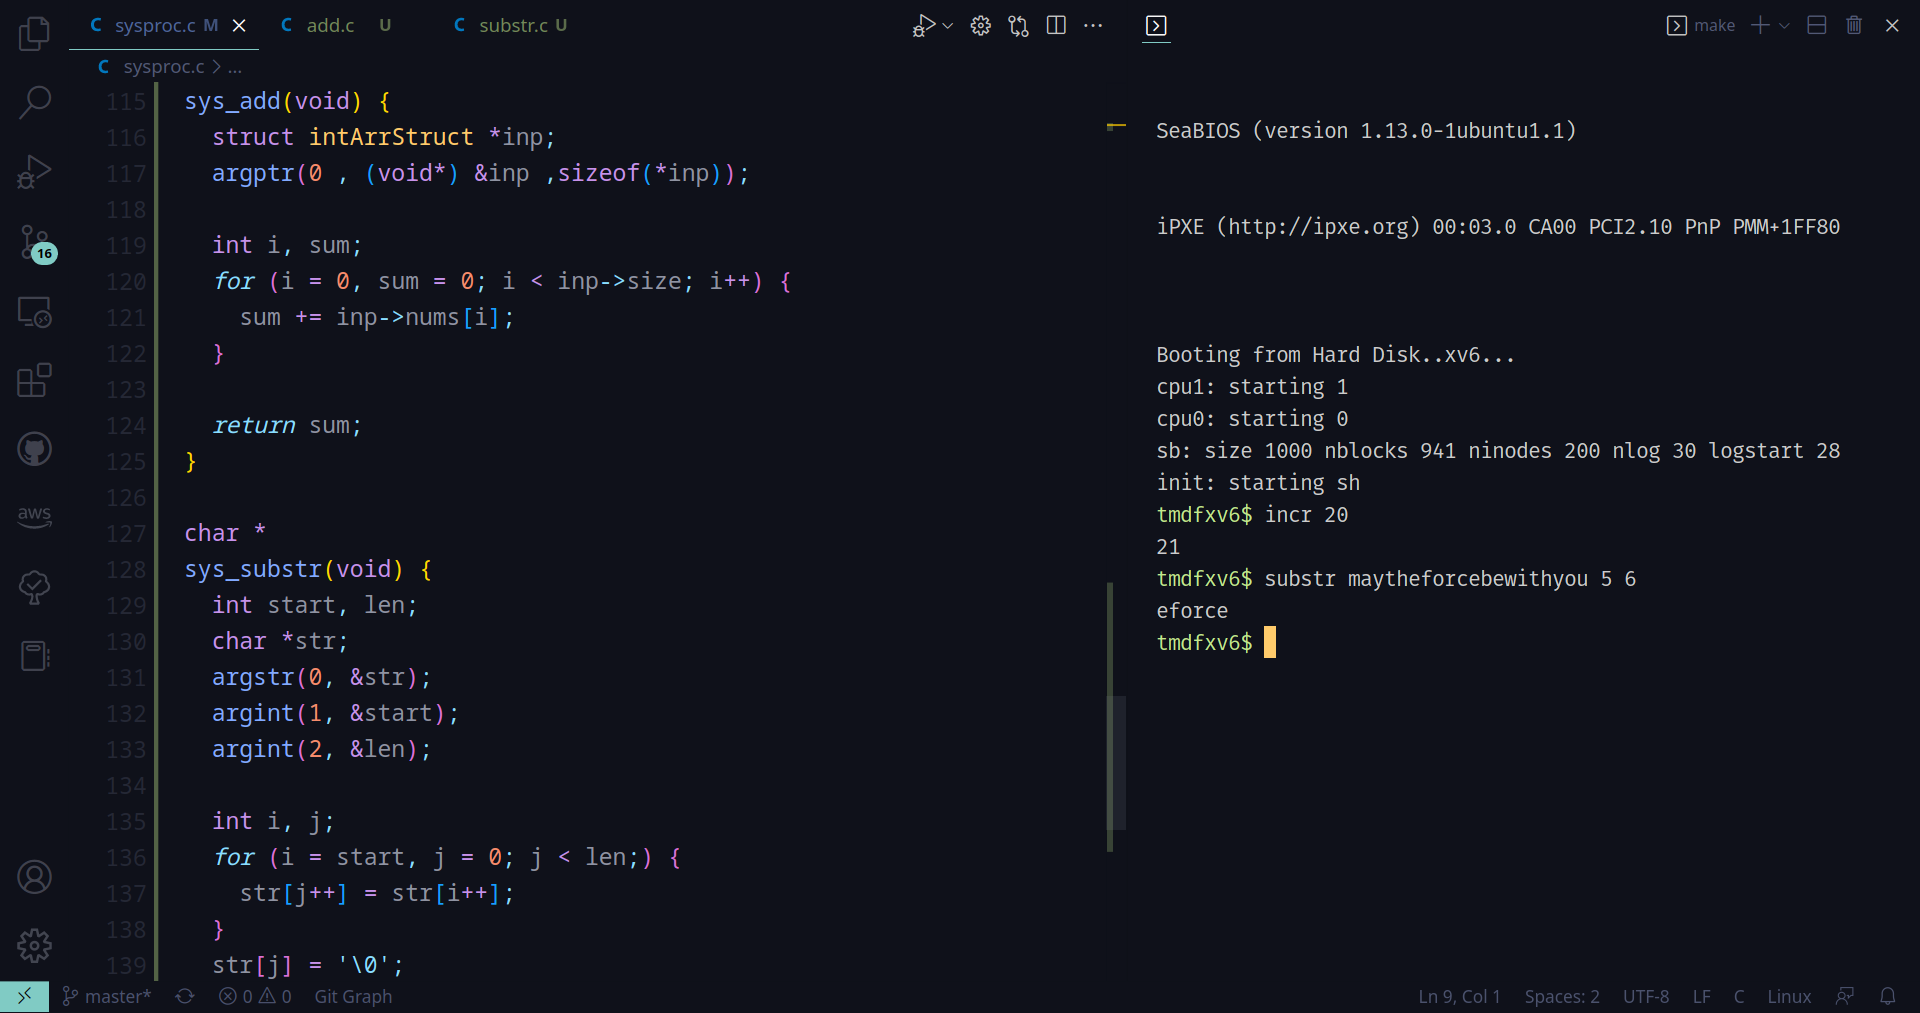 sysproc.c M
add.c U
substr.c U
make
sysproc.c > ...
115 sys_add(void) {
116 struct intArrStruct *inp;
117 argptr(0 , (void*) &inp ,sizeof(*inp));
118
119 int i, sum;
120 for (i = 0, sum = 0; i < inp->size; i++) {
121 sum += inp->nums[i];
122 }
123
124 return sum;
125 }
126
127 char *
128 sys_substr(void) {
129 int start, len;
130 char *str;
131 argstr(0, &str);
132 argint(1, &start);
133 argint(2, &len);
134
135 int i, j;
136 for (i = start, j = 0; j < len;) {
137 str[j++] = str[i++];
138 }
139 str[j] = '\0';
SeaBIOS (version 1.13.0-1ubuntu1.1)
iPXE (http://ipxe.org) 00:03.0 CA00 PCI2.10 PnP PMM+1FF80
Booting from Hard Disk..xv6...
cpu1: starting 1
cpu0: starting 0
sb: size 1000 nblocks 941 ninodes 200 nlog 30 logstart 28
init: starting sh
tmdfxv6$ incr 20
21
tmdfxv6$ substr maytheforcebewithyou 5 6
eforce
tmdfxv6$
16
aws
master*
0
0
Git Graph
Ln 9, Col 1
Spaces: 2
UTF-8
LF
C
Linux